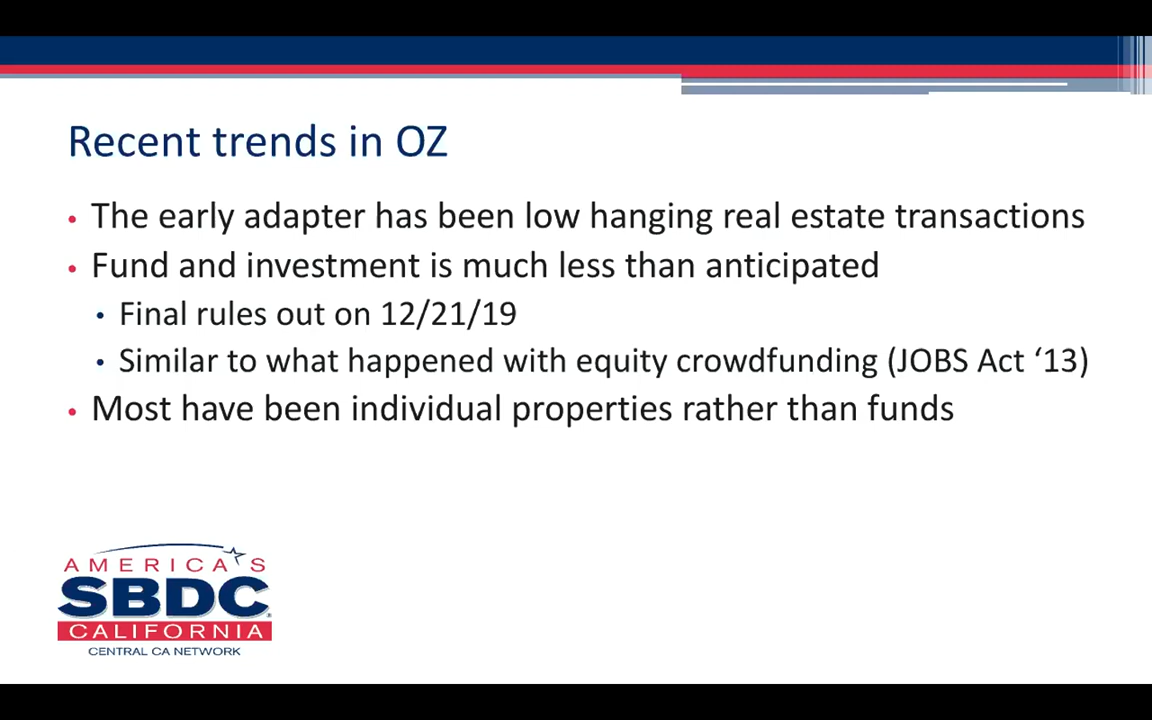 Recent trends in OZ
• The early adapter has been low hanging real estate transactions
• Fund and investment is much less than anticipated
• Final rules out on 12/21/19
• Similar to what happened with equity crowdfunding (JOBS Act ‘13)
• Most have been individual properties rather than funds
AMERICA'S
SBDC
CALIFORNIA
CENTRAL CA NETWORK